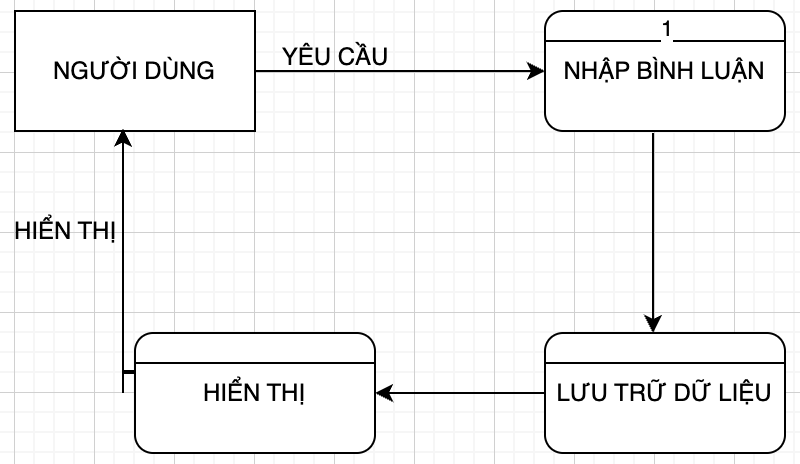 1
YÊU CẦU
NGƯỜI DÙNG
NHẬP BÌNH LUẬN
HIỂN THỊ
HIỂN THỊ
LƯU TRỮ DỮ LIỆU